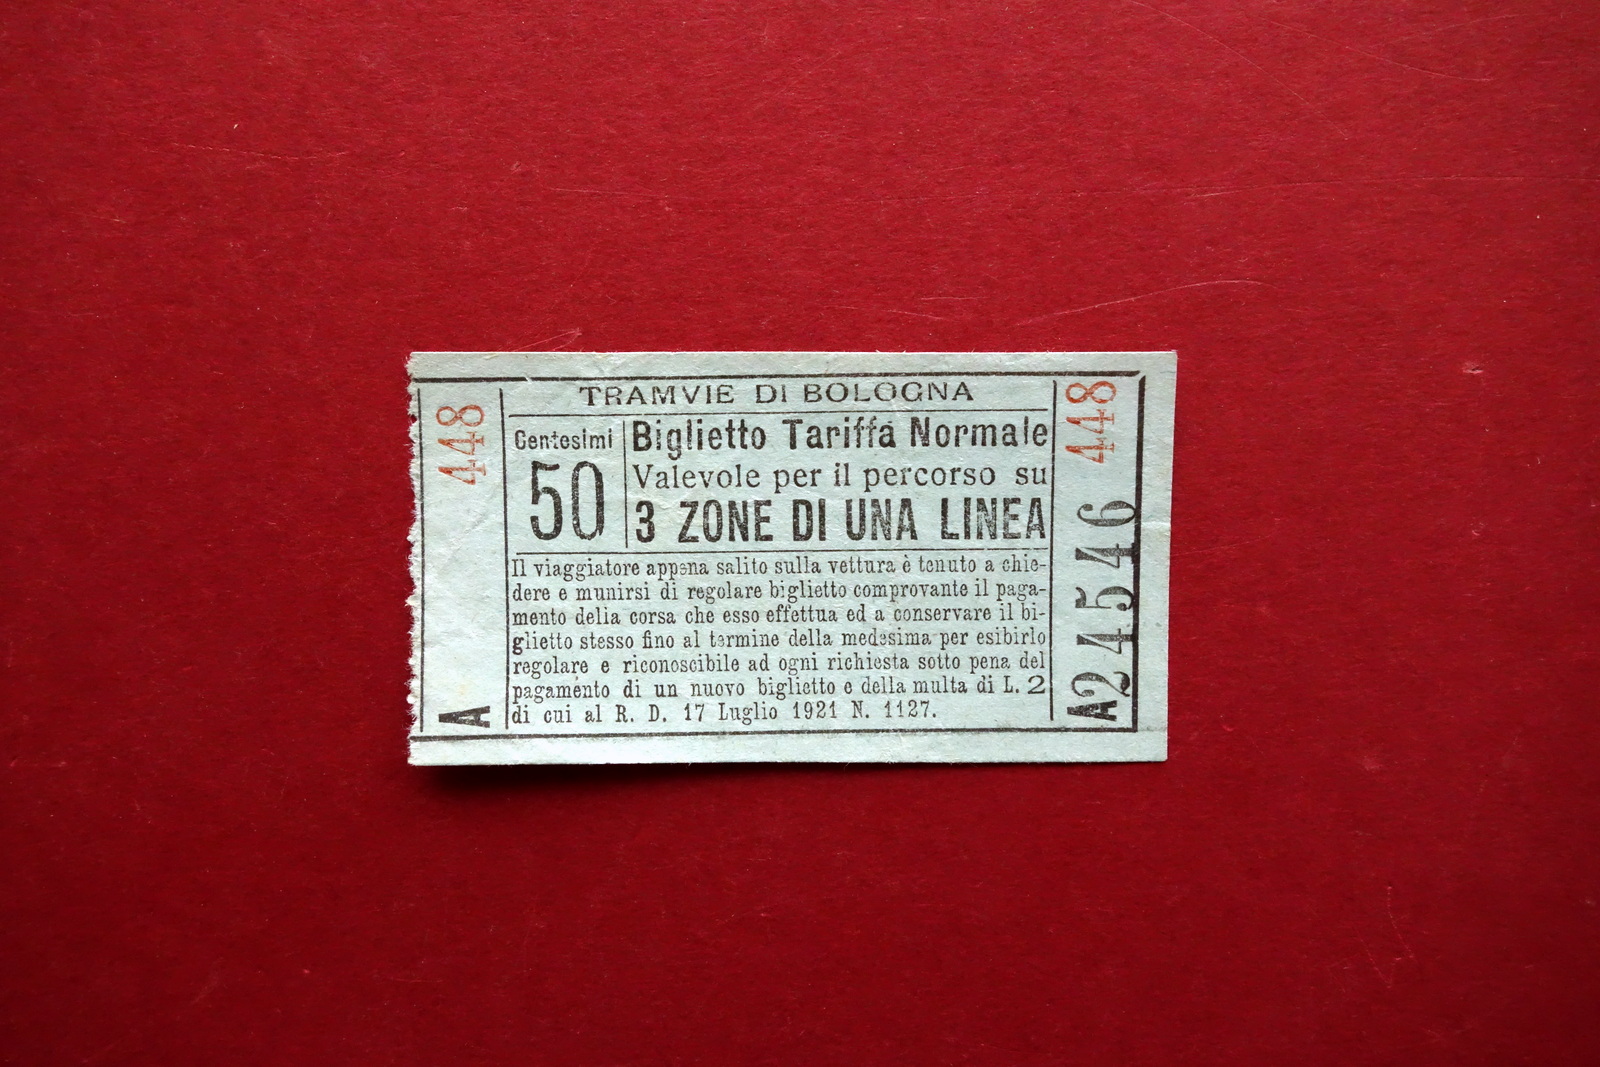 448
A
TRAMVIE DI BOLOGNA
Centesimi
50
Biglietto Tariffa Normale
Valevole per il percorso su
3 ZONE DI UNA LINEA
Il viaggiatore appena salito sulla vettura è tenuto a chie-
dere e munirsi di regolare biglietto comprovante il paga-
mento della corsa che esso effettua ed a conservare il bi-
glietto stesso fino al termine della medesima per esibirlo
regolare e riconoscibile ad ogni richiesta sotto pena del
pagamento di un nuovo biglietto e della multa di L. 2
di cui al R. D. 17 Luglio 1921 N. 1127.
448
A24546